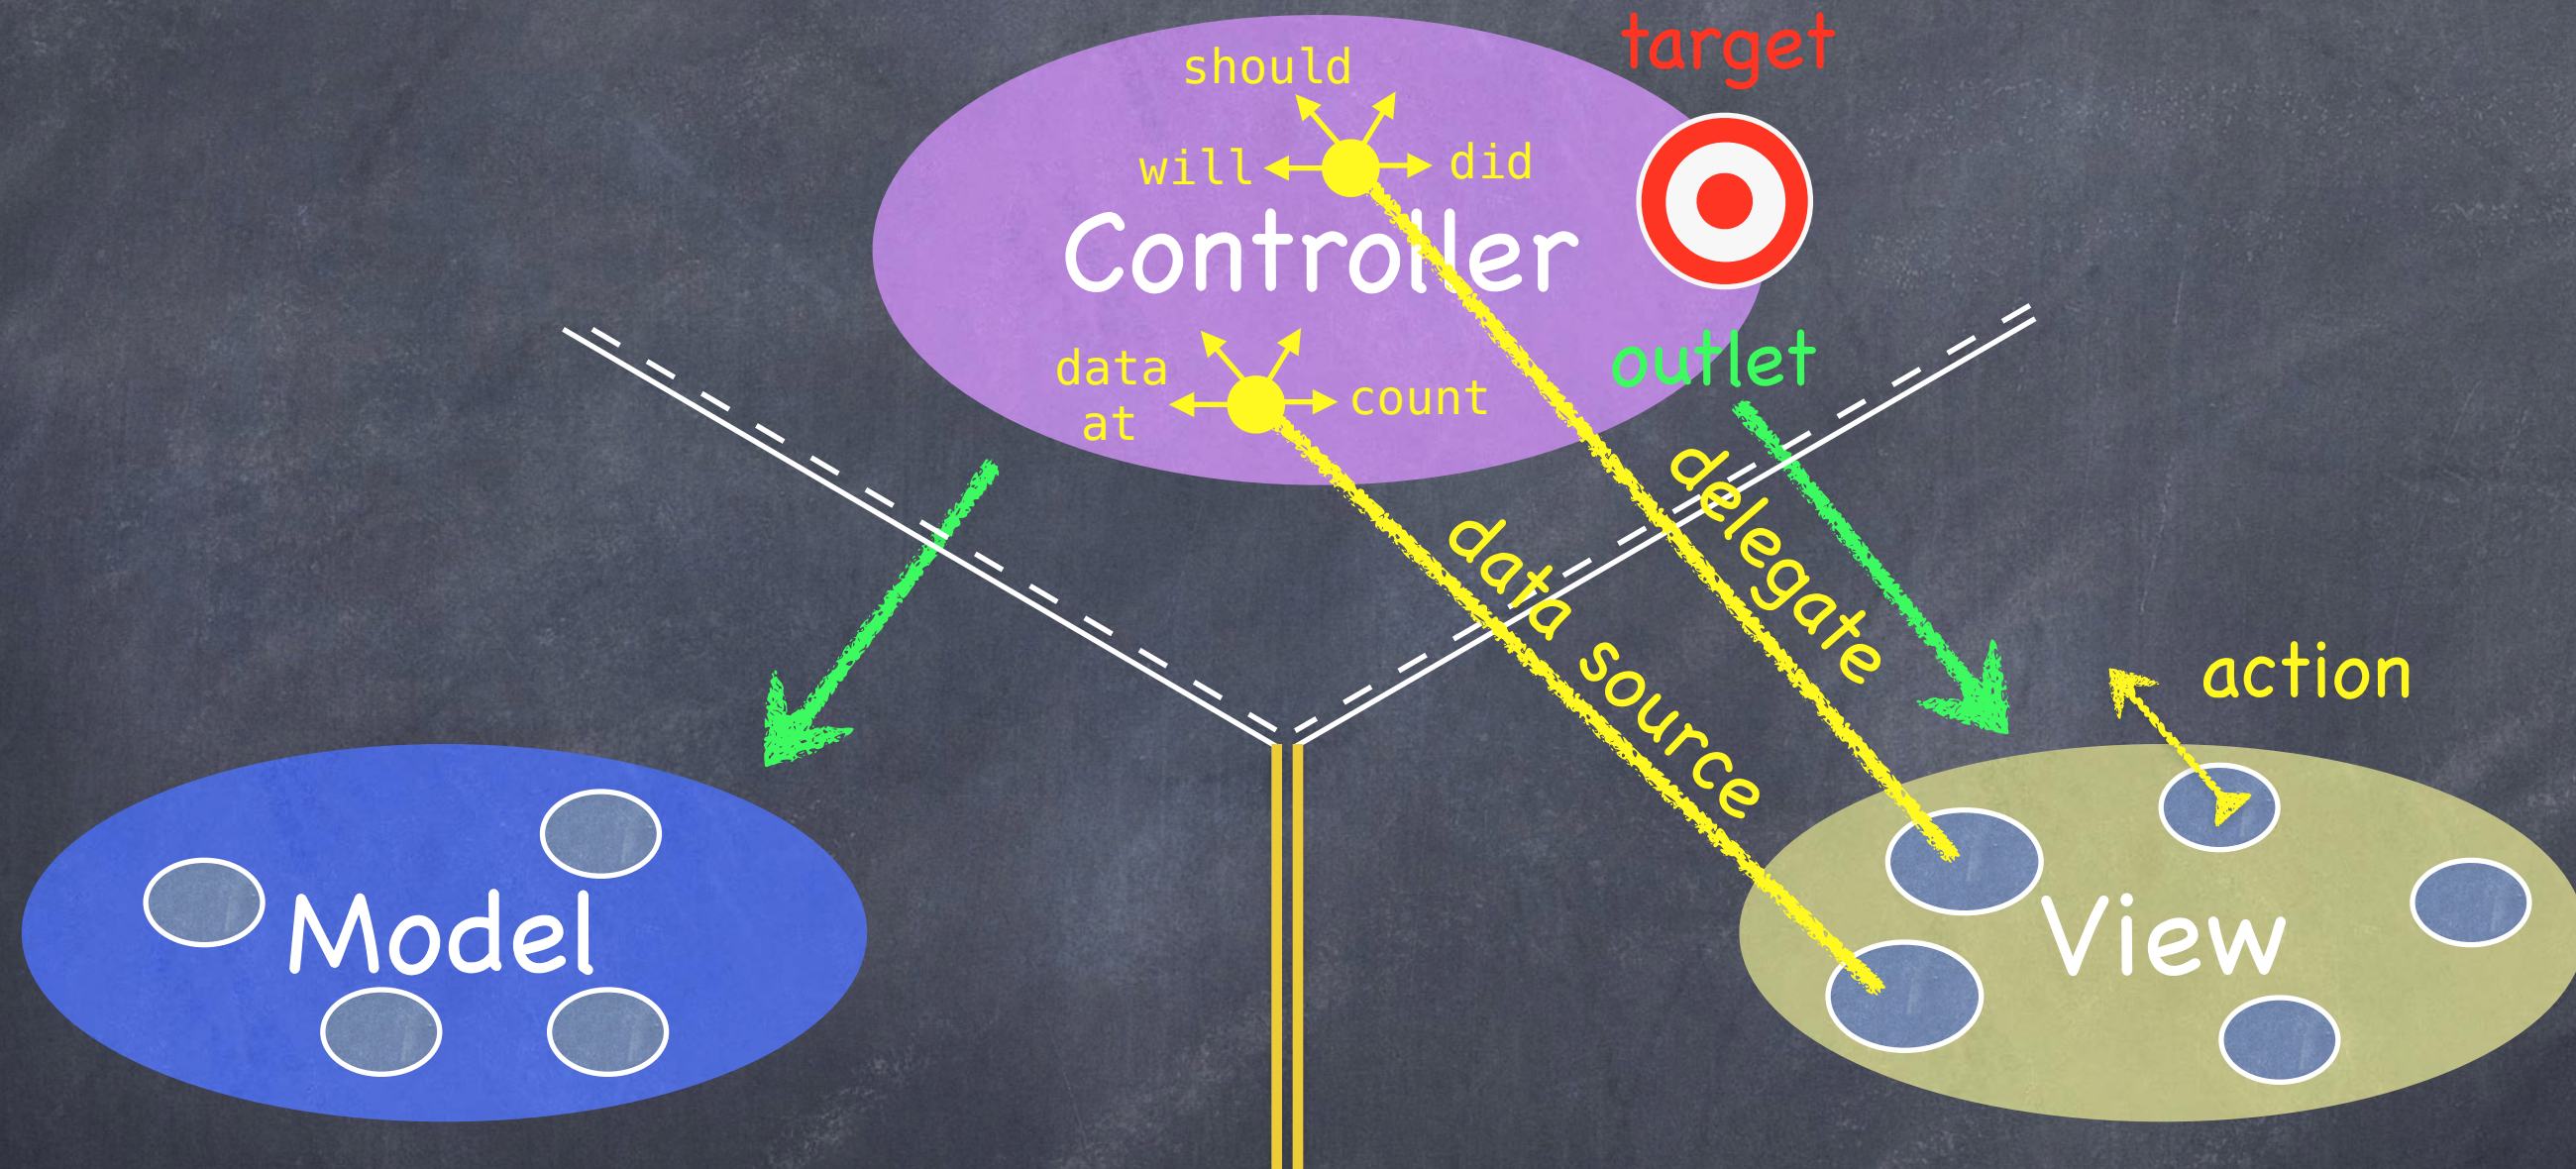 target
should
will
did
Controller
outlet
data
at
count
delegate
data source
action
Model
View